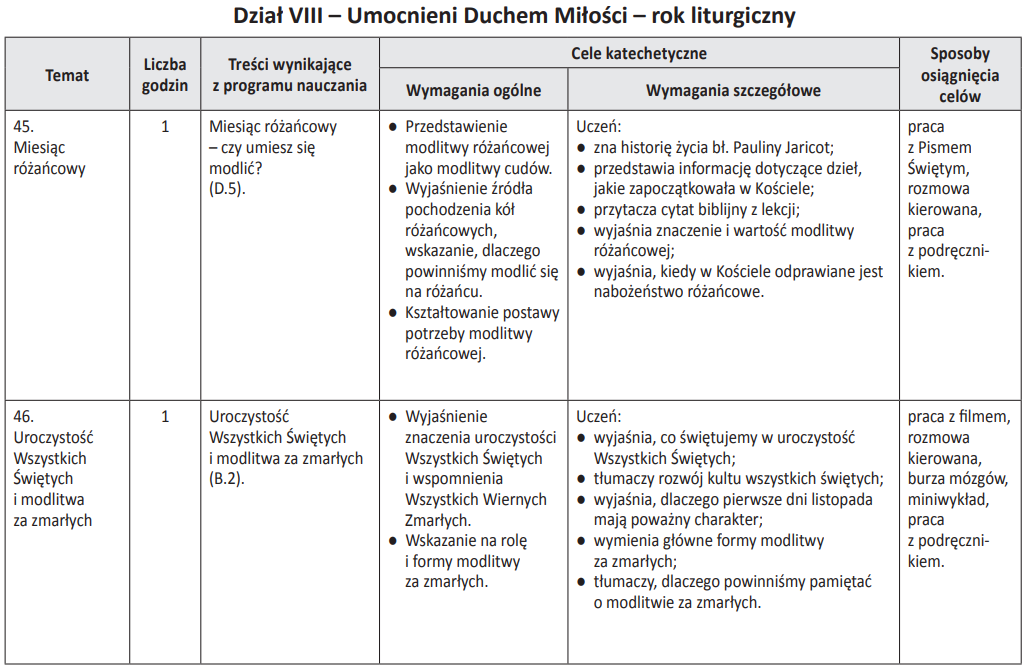 Dział VIII – Umocnieni Duchem Miłości – rok liturgiczny
Temat
Liczba
godzin
Treści wynikające
z programu nauczania
Cele katechetyczne
Wymagania ogólne
Wymagania szczegółowe
Sposoby
osiągnięcia
celów
45.
Miesiąc
różańcowy
1
Miesiąc różańcowy
– czy umiesz się
modlić?
(D.5).
● Przedstawienie
modlitwy różańcowej
jako modlitwy cudów.
● Wyjaśnienie źródła
pochodzenia kół
różańcowych,
wskazanie, dlaczego
powinniśmy modlić się
na różańcu.
● Kształtowanie postawy
potrzeby modlitwy
różańcowej.
Uczeń:
● zna historię życia bł. Pauliny Jaricot;
● przedstawia informację dotyczące dzieł,
jakie zapoczątkowała w Kościele;
● przytacza cytat biblijny z lekcji;
● wyjaśnia znaczenie i wartość modlitwy
różańcowej;
● wyjaśnia, kiedy w Kościele odprawiane jest
nabożeństwo różańcowe.
praca
z Pismem
Świętym,
rozmowa
kierowana,
praca
z podręczni-
kiem.
46.
Uroczystość
Wszystkich
Świętych
i modlitwa
za zmarłych
1
Uroczystość
Wszystkich Świętych
i modlitwa za zmarłych
(B.2).
● Wyjaśnienie
znaczenia uroczystości
Wszystkich Świętych
i wspomnienia
Wszystkich Wiernych
Zmarłych.
● Wskazanie na rolę
i formy modlitwy
za zmarłych.
Uczeń:
● wyjaśnia, co świętujemy w uroczystość
Wszystkich Świętych;
● tłumaczy rozwój kultu wszystkich świętych;
● wyjaśnia, dlaczego pierwsze dni listopada
mają poważny charakter;
● wymienia główne formy modlitwy
za zmarłych;
● tłumaczy, dlaczego powinniśmy pamiętać
o modlitwie za zmarłych.
praca z filmem,
rozmowa
kierowana,
burza mózgów,
miniwykład,
praca
z podręczni-
kiem.